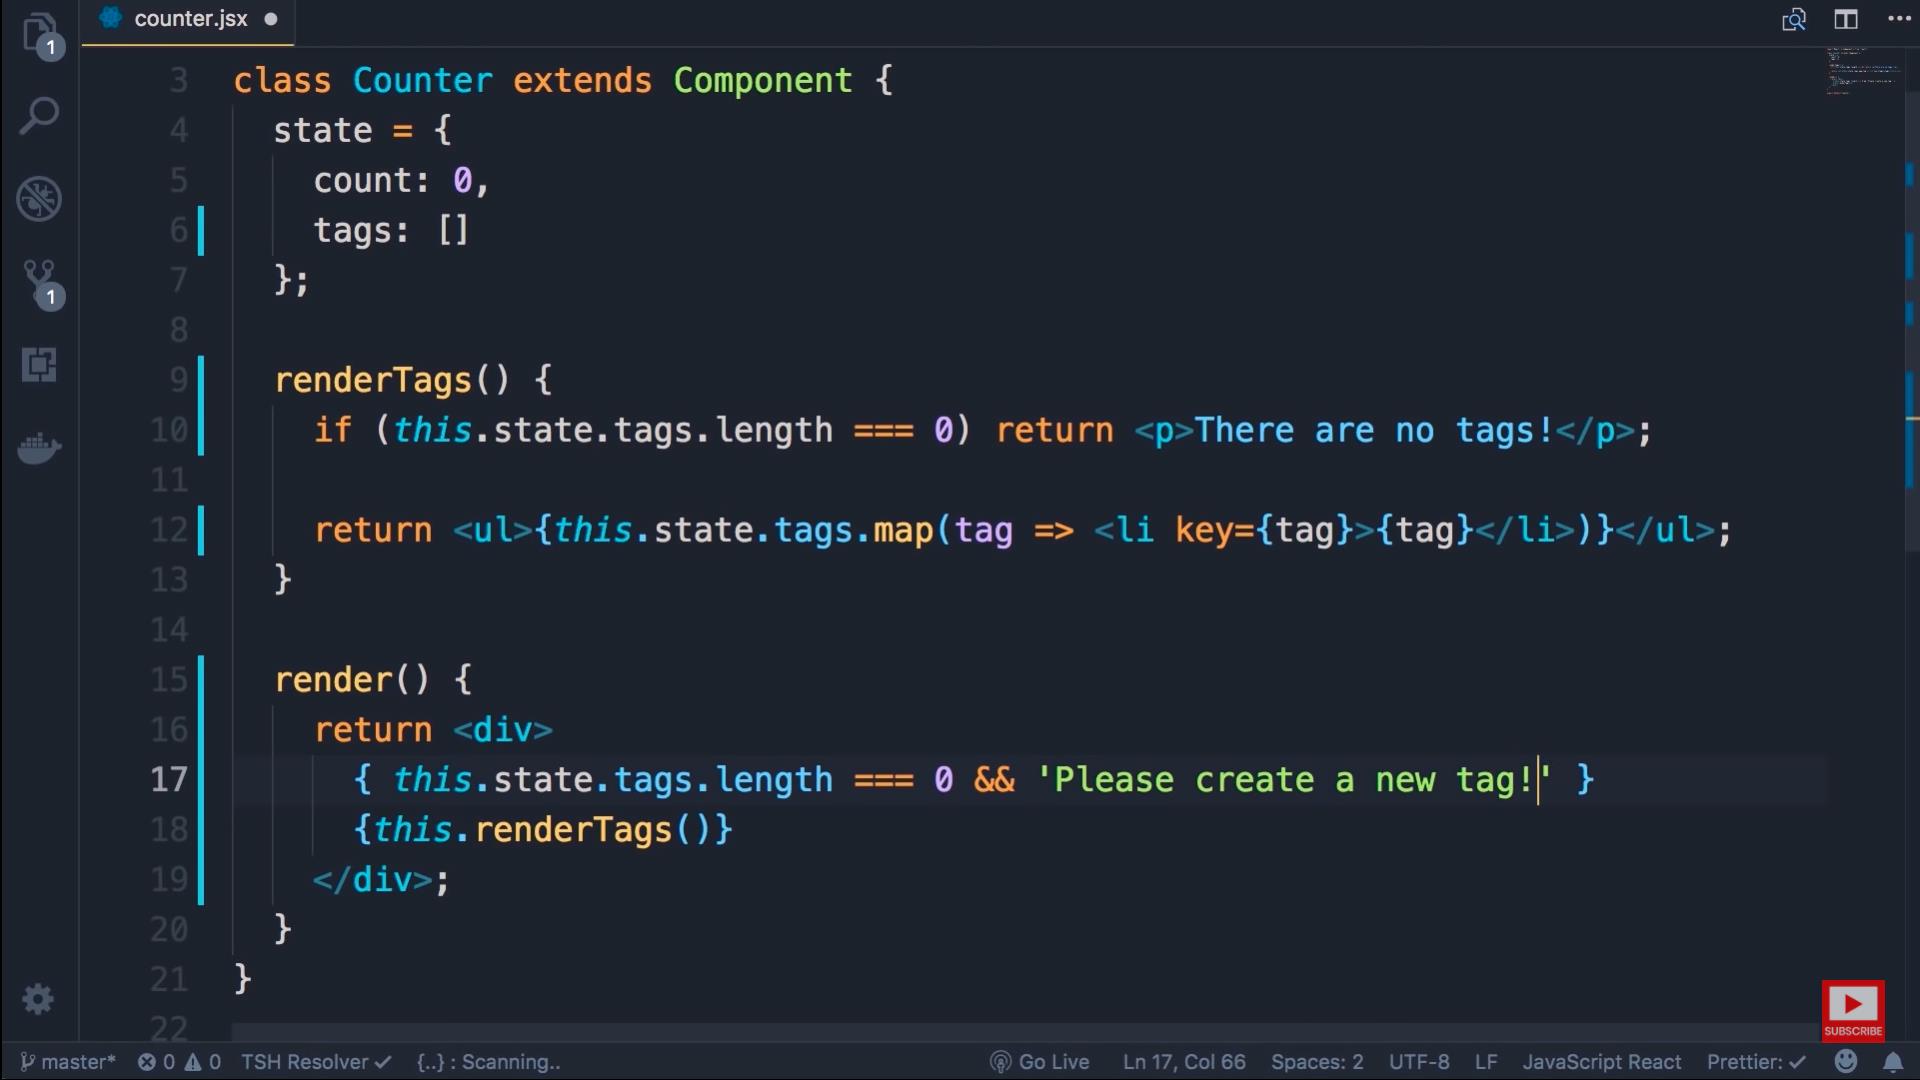 1
counter.jsx
3 class Counter extends Component {
4 state = {
5 count: 0,
6 tags: []
7 };
8
9 renderTags() {
10 if (this.state.tags.length === 0) return <p>There are no tags!</p>;
11
12 return <ul>{this.state.tags.map(tag => <li key={tag}>{tag}</li>)}</ul>;
13 }
14
15 render() {
16 return <div>
17 { this.state.tags.length === 0 && 'Please create a new tag!' }
18 {this.renderTags()}
19 </div>;
20 }
21 }
22
1
SUBSCRIBE
master* 0 0 TSH Resolver {..} : Scanning.. Go Live Ln 17, Col 66 Spaces: 2 UTF-8 LF JavaScript React Prettier: